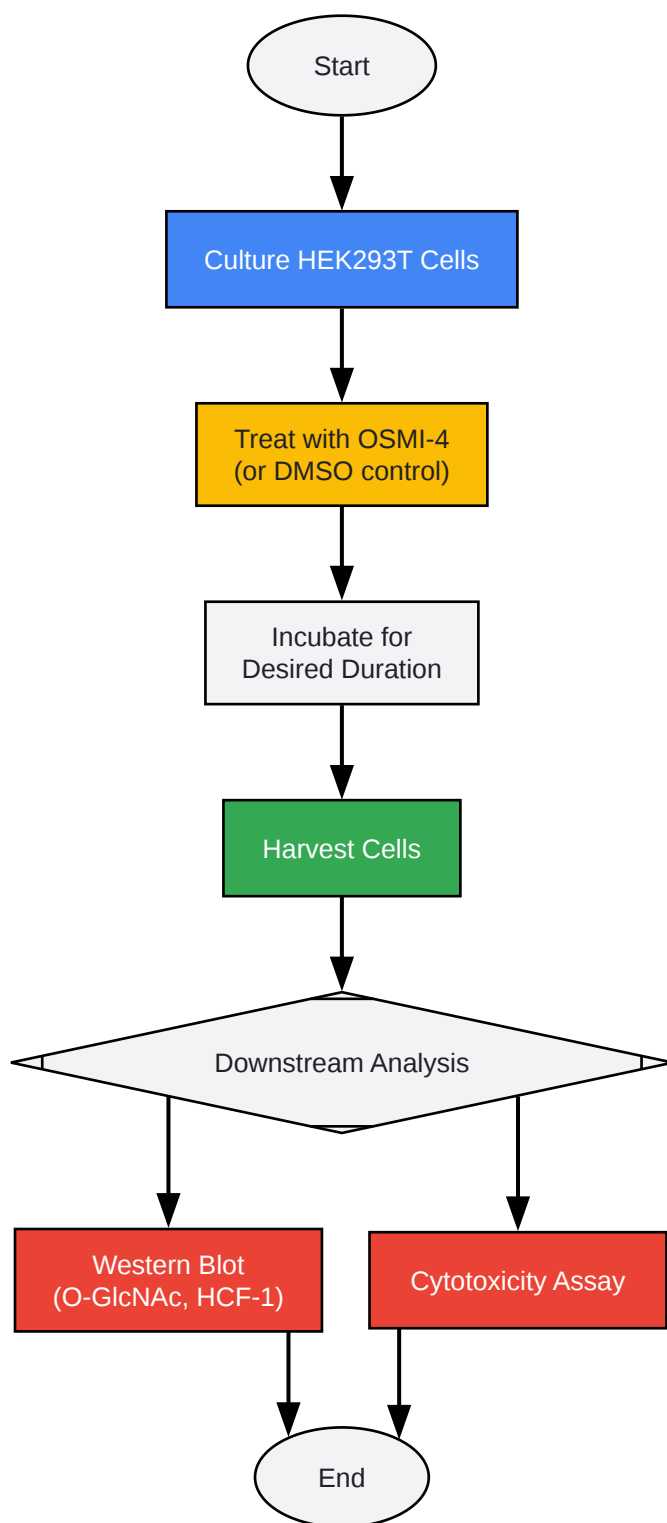 Start
Culture HEK293T Cells
Treat with OSMI-4
(or DMSO control)
Incubate for
Desired Duration
Harvest Cells
Downstream Analysis
Western Blot
(O-GlcNAc, HCF-1)
Cytotoxicity Assay
End